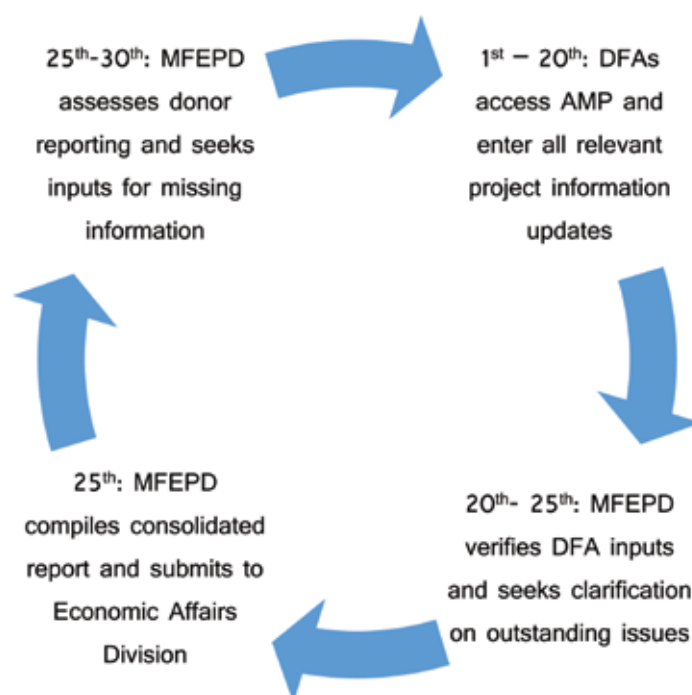 25th-30th: MFEPD
assesses donor
reporting and seeks
inputs for missing
information
1st – 20th: DFAs
access AMP and
enter all relevant
project information
updates
20th- 25th: MFEPD
verifies DFA inputs
and seeks clarification
on outstanding issues
25th: MFEPD
compiles consolidated
report and submits to
Economic Affairs
Division